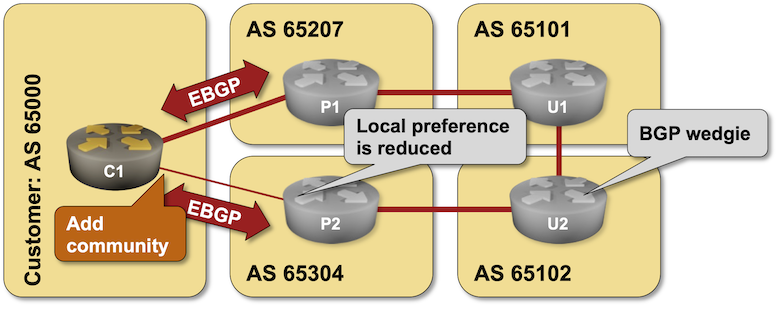 AS 65207
AS 65101
Customer: AS 65000
EBGP
P1
U1
Local preference
is reduced
BGP wedgie
C1
EBGP
P2
U2
Add
community
AS 65304
AS 65102